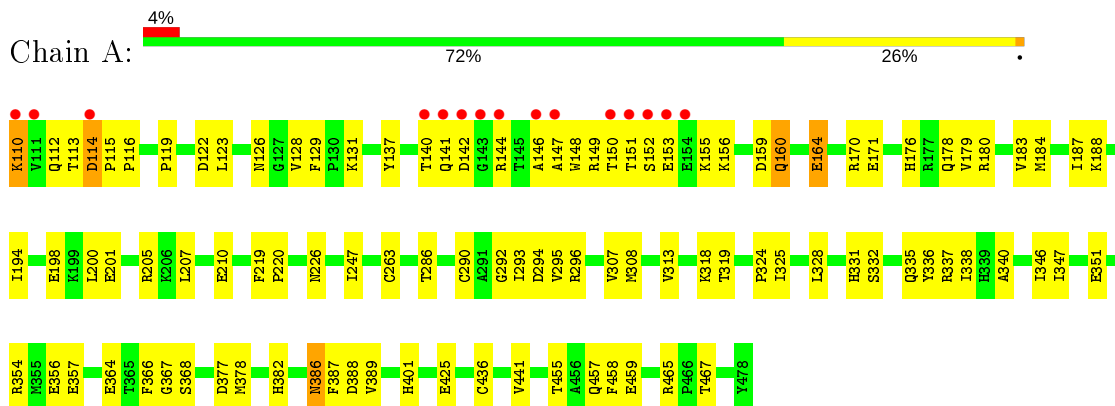 4%
Chain A:
72% 26% •
K110 V111 Q112 T113 D114 P115 P116 P119 D122 L123 N126 G127 V128 F129 P130 K131 Y137 T140 Q141 D142 G143 R144 T145 A146 A147 W148 R149 T150 T151 S152 E153 E154 K155 K156 D159 Q160 E164 R170 E171 H176 R177 Q178 V179 R180 V183 M184 I187 K188
I194 E198 K199 L200 E201 R205 K206 L207 E210 F219 P220 N226 I247 C263 T286 C290 A291 G292 I293 D294 V295 R296 V307 M308 V313 K318 T319 P324 I325 L328 H331 S332 Q335 Y336 R337 I338 H339 A340 I346 I347 E351
R354 M355 E356 E357 E364 T365 F366 G367 S368 D377 M378 H382 N386 F387 D388 V389 H401 E425 C436 V441 T455 A456 Q457 F458 E459 R465 P466 T467 Y478